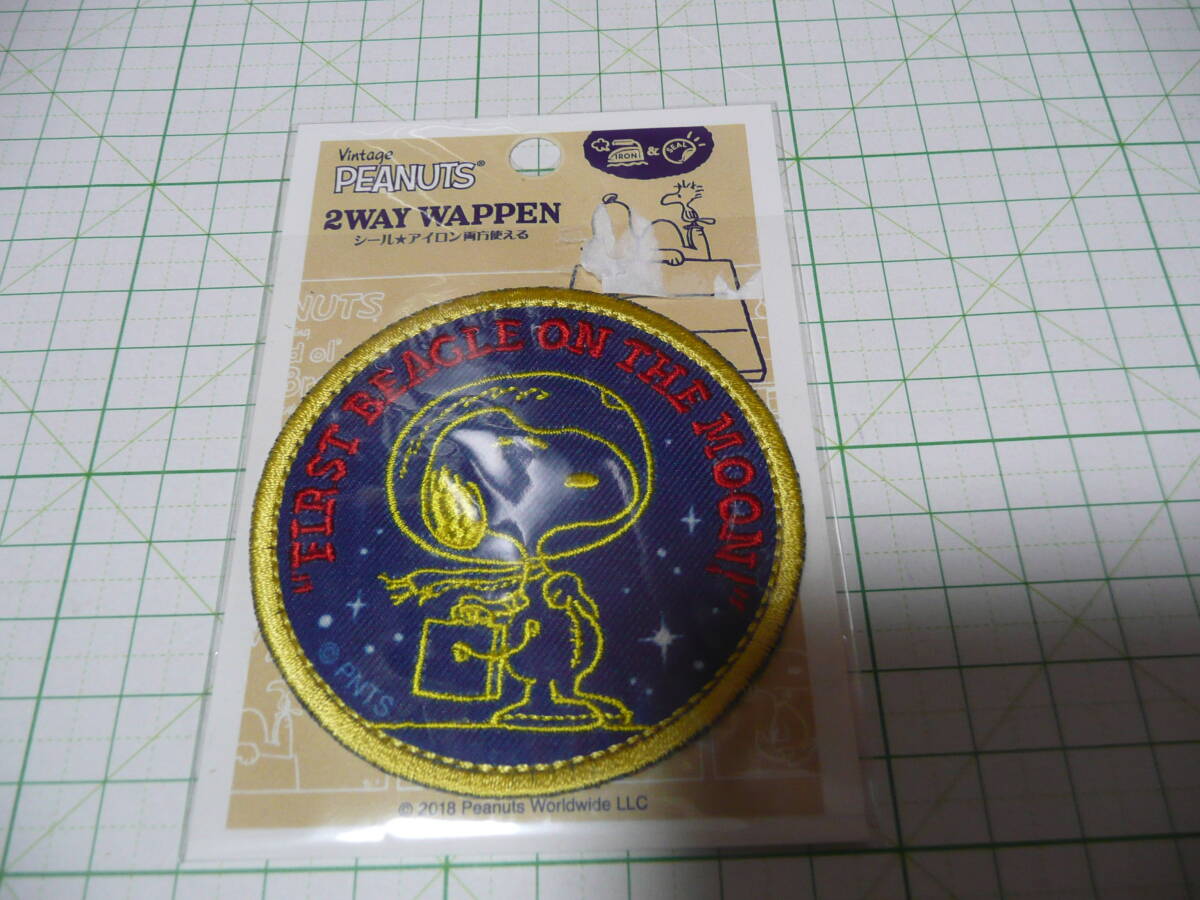 Vintage
PEANUTS®
IRON & SEAL
2WAY WAPPEN
シール★アイロン両方使える
NUTS
"FIRST BEAGLE ON THE MOON!"
© PNTS
© 2018 Peanuts Worldwide LLC